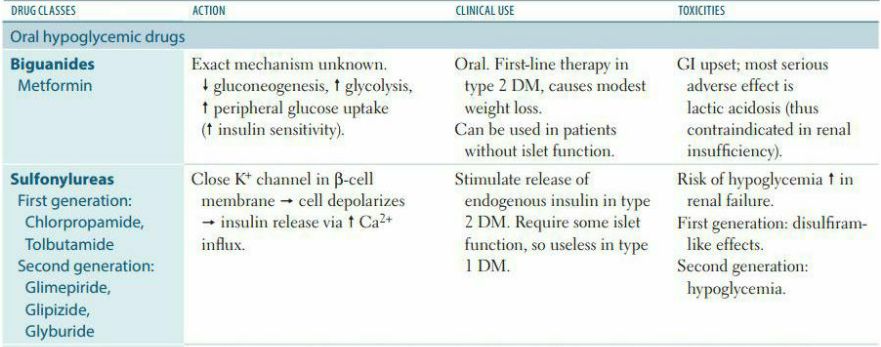 DRUG CLASSES ACTION CLINICAL USE TOXICITIES
Oral hypoglycemic drugs
Biguanides
Metformin
Exact mechanism unknown.
↓ gluconeogenesis, ↑ glycolysis,
↑ peripheral glucose uptake
(↑ insulin sensitivity).
Oral. First-line therapy in
type 2 DM, causes modest
weight loss.
Can be used in patients
without islet function.
GI upset; most serious
adverse effect is
lactic acidosis (thus
contraindicated in renal
insufficiency).
Sulfonylureas
First generation:
Chlorpropamide,
Tolbutamide
Second generation:
Glimepiride,
Glipizide,
Glyburide
Close K⁺ channel in β-cell
membrane → cell depolarizes
→ insulin release via ↑ Ca²⁺
influx.
Stimulate release of
endogenous insulin in type
2 DM. Require some islet
function, so useless in type
1 DM.
Risk of hypoglycemia ↑ in
renal failure.
First generation: disulfiram-
like effects.
Second generation:
hypoglycemia.